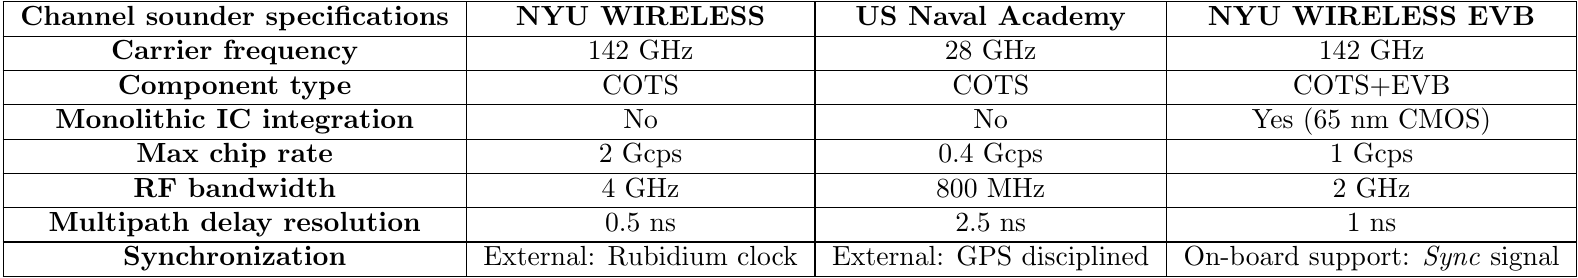 Channel sounder specifications NYU WIRELESS US Naval Academy NYU WIRELESS EVB
Carrier frequency 142 GHz 28 GHz 142 GHz
Component type COTS COTS COTS+EVB
Monolithic IC integration No No Yes (65 nm CMOS)
Max chip rate 2 Gcps 0.4 Gcps 1 Gcps
RF bandwidth 4 GHz 800 MHz 2 GHz
Multipath delay resolution 0.5 ns 2.5 ns 1 ns
Synchronization External: Rubidium clock External: GPS disciplined On-board support: Sync signal